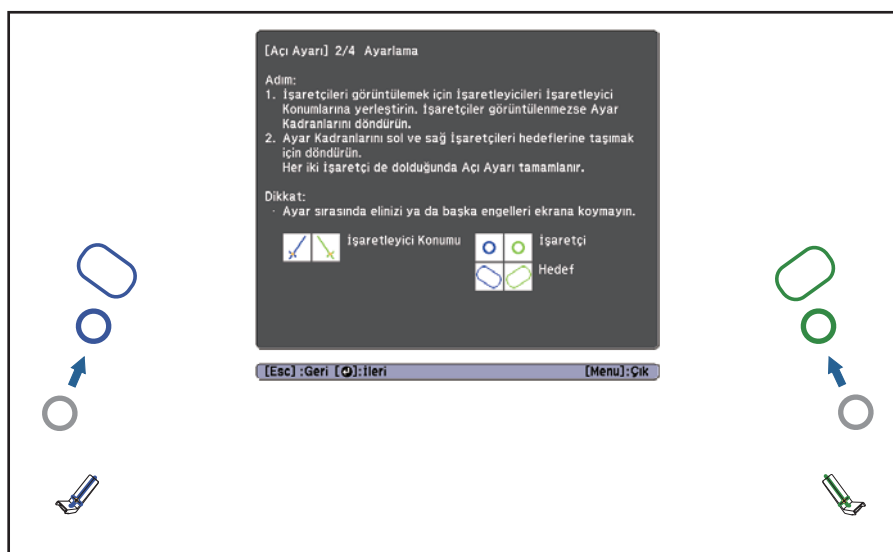 [Açı Ayarı] 2/4 Ayarlama
Adım:
1. İşaretçileri görüntülemek için İşaretleyicileri İşaretleyici
Konumlarına yerleştirin. İşaretçiler görüntülenmezse Ayar
Kadranlarını döndürün.
2. Ayar Kadranlarını sol ve sağ İşaretçileri hedeflerine taşımak
için döndürün.
Her iki İşaretçi de dolduğunda Açı Ayarı tamamlanır.
Dikkat:
· Ayar sırasında elinizi ya da başka engelleri ekrana koymayın.
İşaretleyici Konumu
İşaretçi
Hedef
[Esc] :Geri [⏎]:İleri [Menu]:Çık